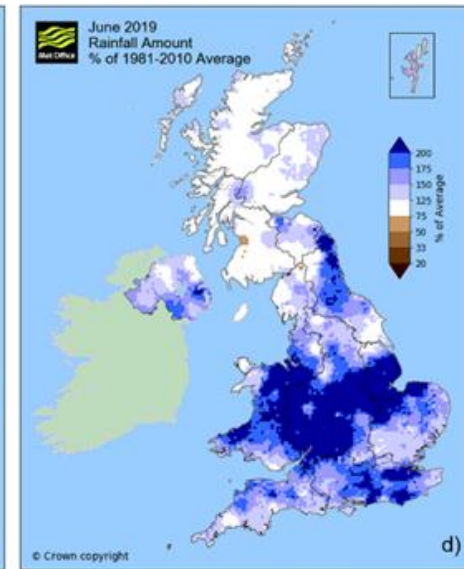 Met Office
June 2019
Rainfall Amount
% of 1981-2010 Average
200
175
150
125
75
50
33
20
% of Average
© Crown copyright
d)